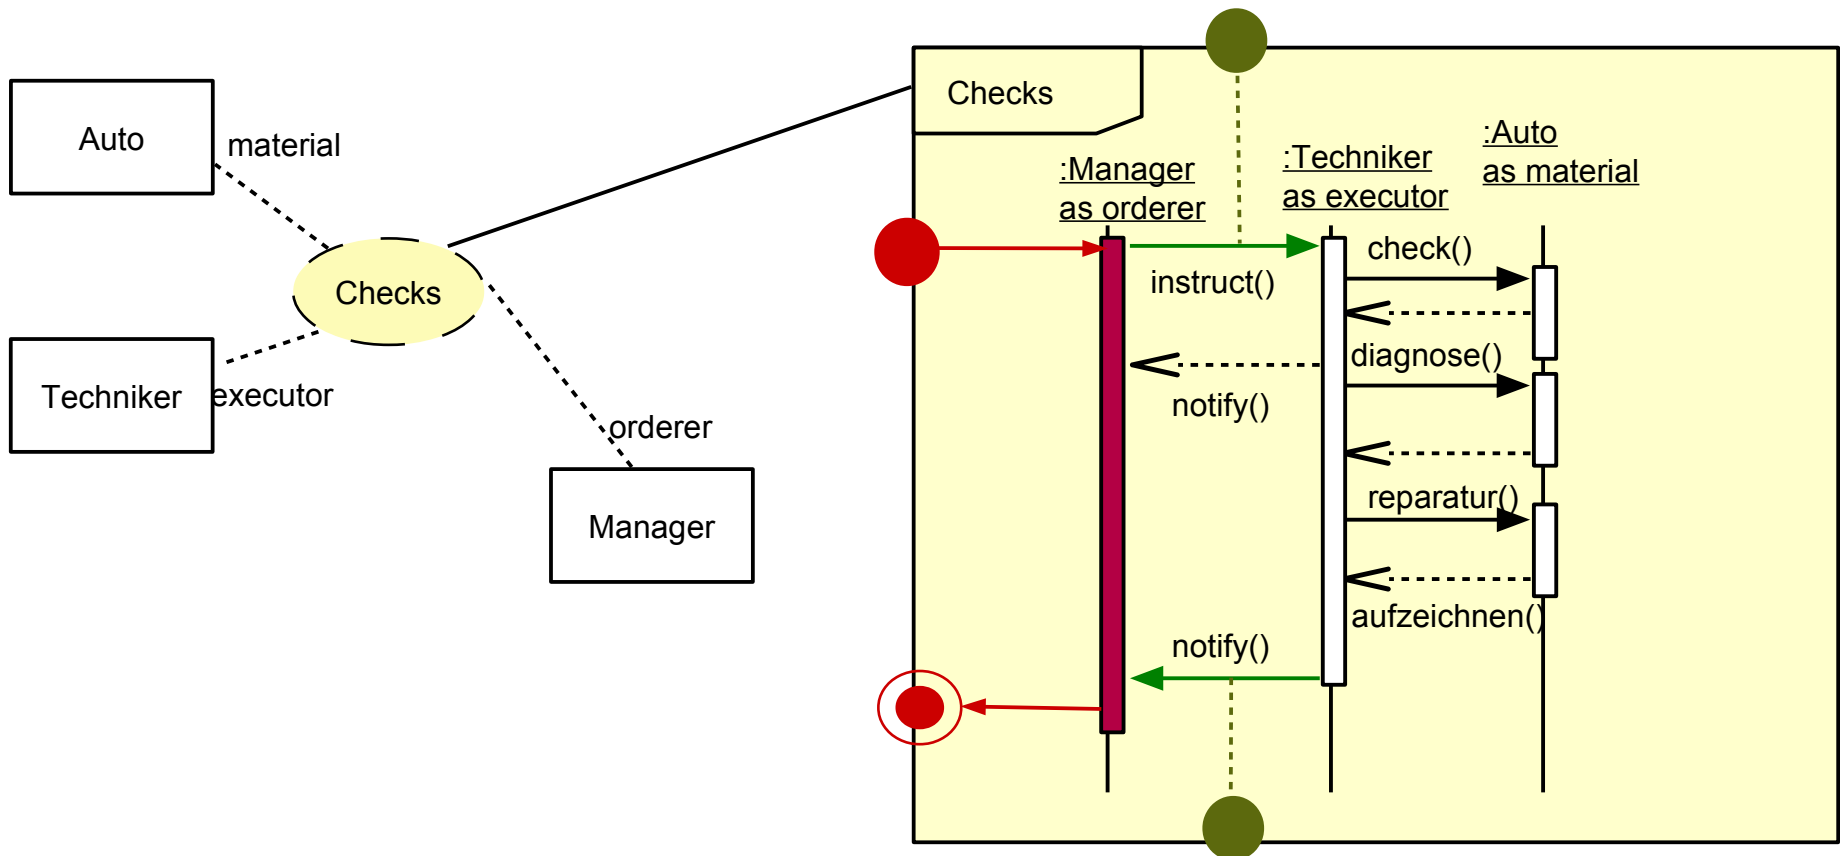 Auto
material
Checks
Techniker
executor
orderer
Manager
Checks
:Manager
as orderer
:Techniker
as executor
:Auto
as material
check()
instruct()
diagnose()
notify()
reparatur()
aufzeichnen()
notify()